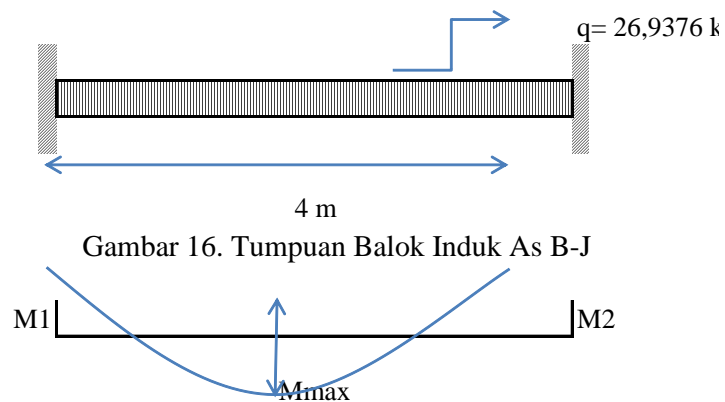 q= 26,9376 k
4 m
Gambar 16. Tumpuan Balok Induk As B-J
M1
M2
Mmax